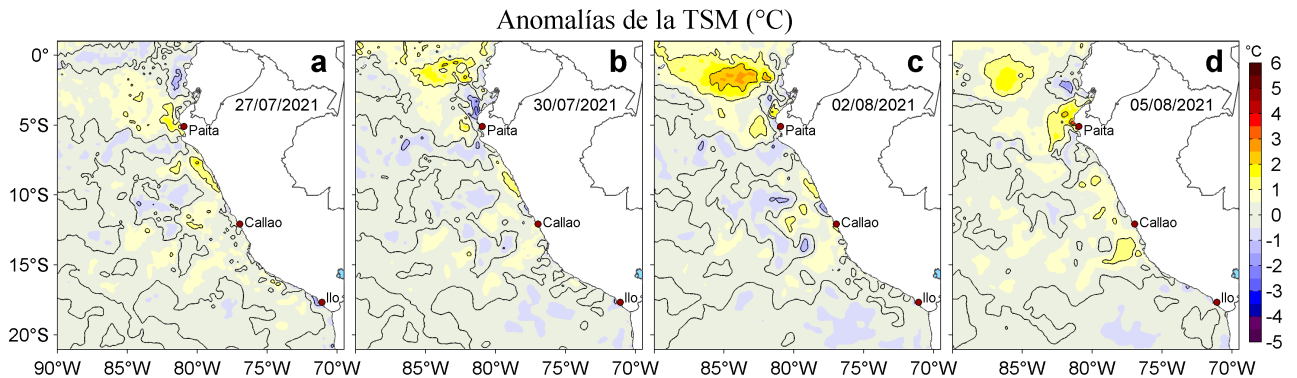 Anomalías de la TSM (°C)
0°
5°S
10°S
15°S
20°S
a
27/07/2021
Paita
Callao
Ilo
b
30/07/2021
Paita
Callao
Ilo
c
02/08/2021
Paita
Callao
Ilo
d
05/08/2021
Paita
Callao
Ilo
°C
6
5
4
3
2
1
0
-1
-2
-3
-4
-5
90°W 85°W 80°W 75°W 70°W 85°W 80°W 75°W 70°W 85°W 80°W 75°W 70°W 85°W 80°W 75°W 70°W